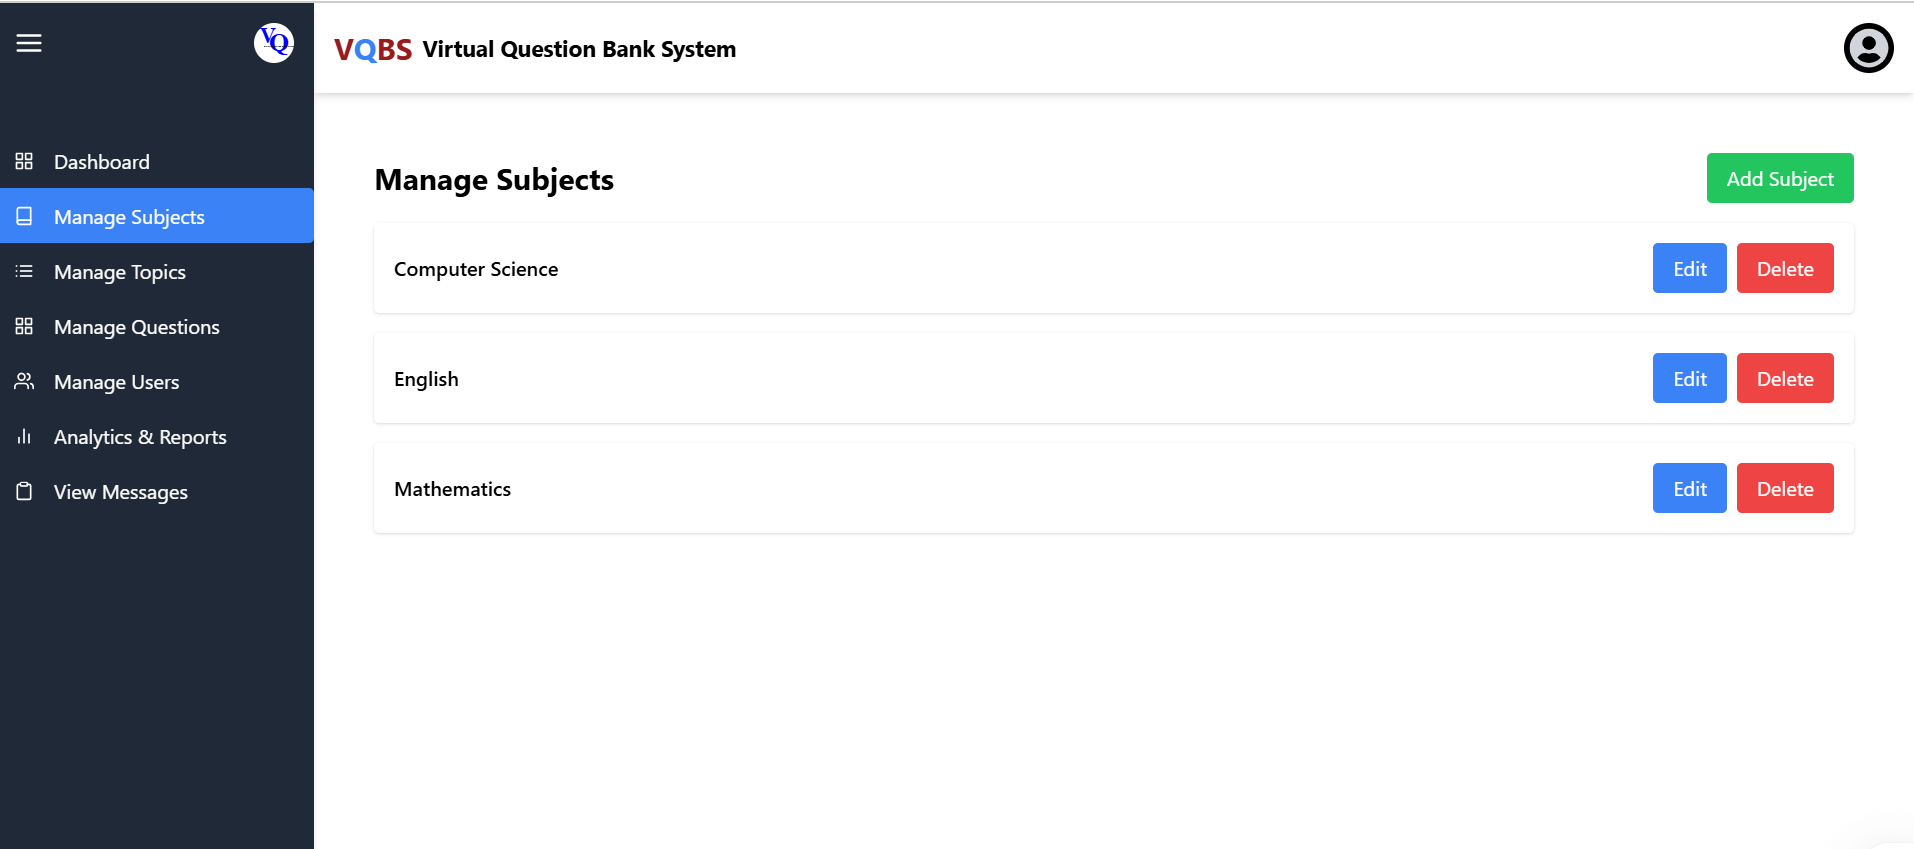 VQ
VQBS Virtual Question Bank System
Dashboard
Manage Subjects
Manage Topics
Manage Questions
Manage Users
Analytics & Reports
View Messages
Manage Subjects
Add Subject
Computer Science
Edit
Delete
English
Edit
Delete
Mathematics
Edit
Delete